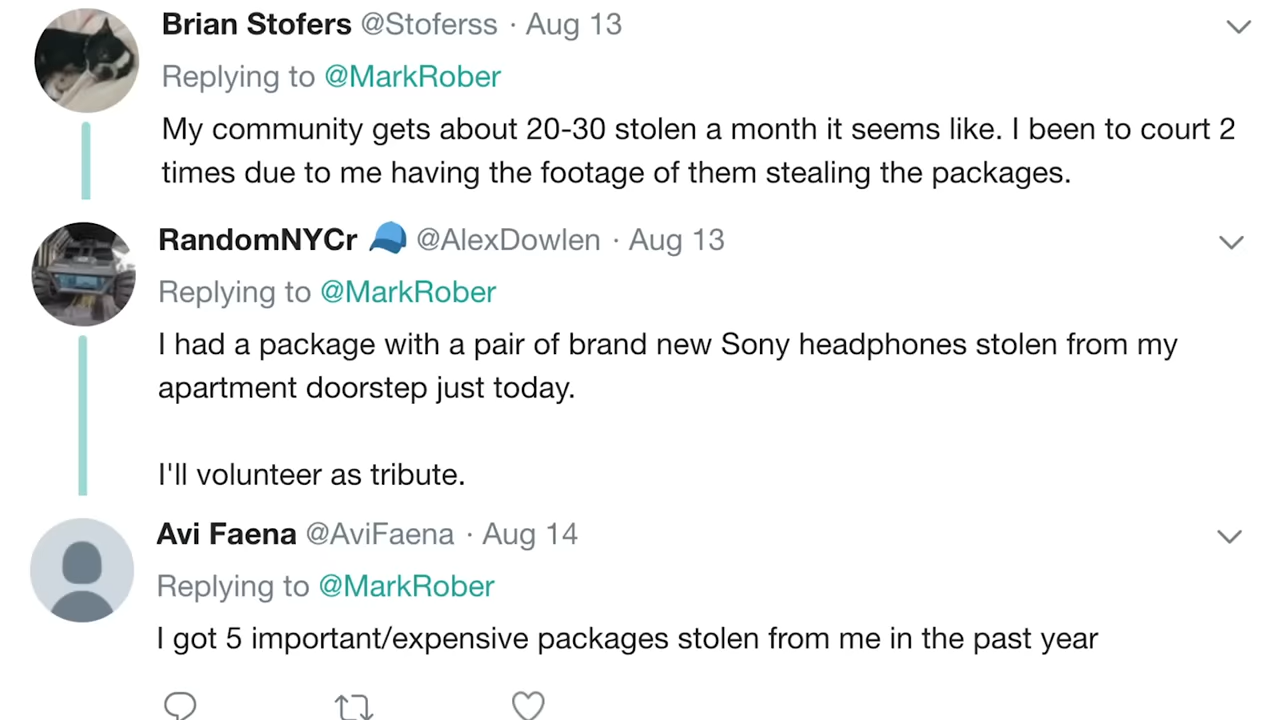 Brian Stofers @Stoferss · Aug 13
Replying to @MarkRober
My community gets about 20-30 stolen a month it seems like. I been to court 2
times due to me having the footage of them stealing the packages.
RandomNYCr 🧢 @AlexDowlen · Aug 13
Replying to @MarkRober
I had a package with a pair of brand new Sony headphones stolen from my
apartment doorstep just today.
I'll volunteer as tribute.
Avi Faena @AviFaena · Aug 14
Replying to @MarkRober
I got 5 important/expensive packages stolen from me in the past year